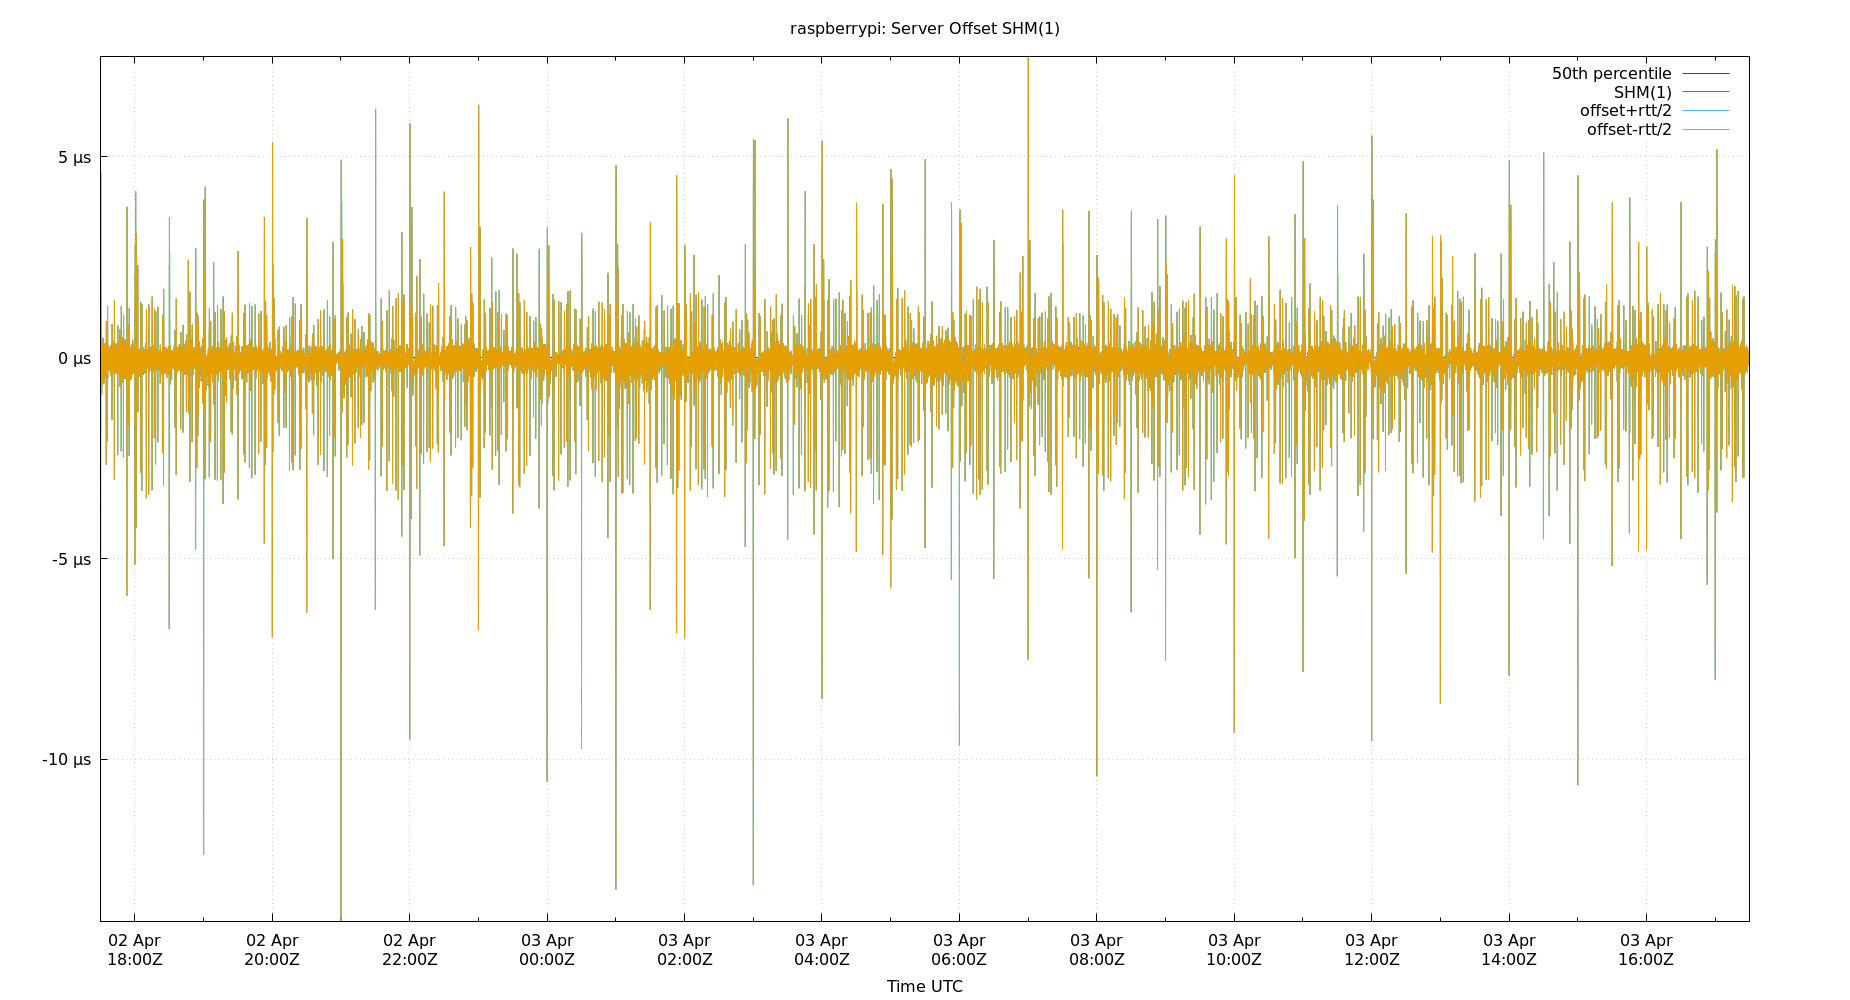 raspberrypi: Server Offset SHM(1)
50th percentile
SHM(1)
offset+rtt/2
offset-rtt/2
5 µs
0 µs
-5 µs
-10 µs
02 Apr 02 Apr 02 Apr 03 Apr 03 Apr 03 Apr 03 Apr 03 Apr 03 Apr 03 Apr 03 Apr 03 Apr
18:00Z 20:00Z 22:00Z 00:00Z 02:00Z 04:00Z 06:00Z 08:00Z 10:00Z 12:00Z 14:00Z 16:00Z
Time UTC